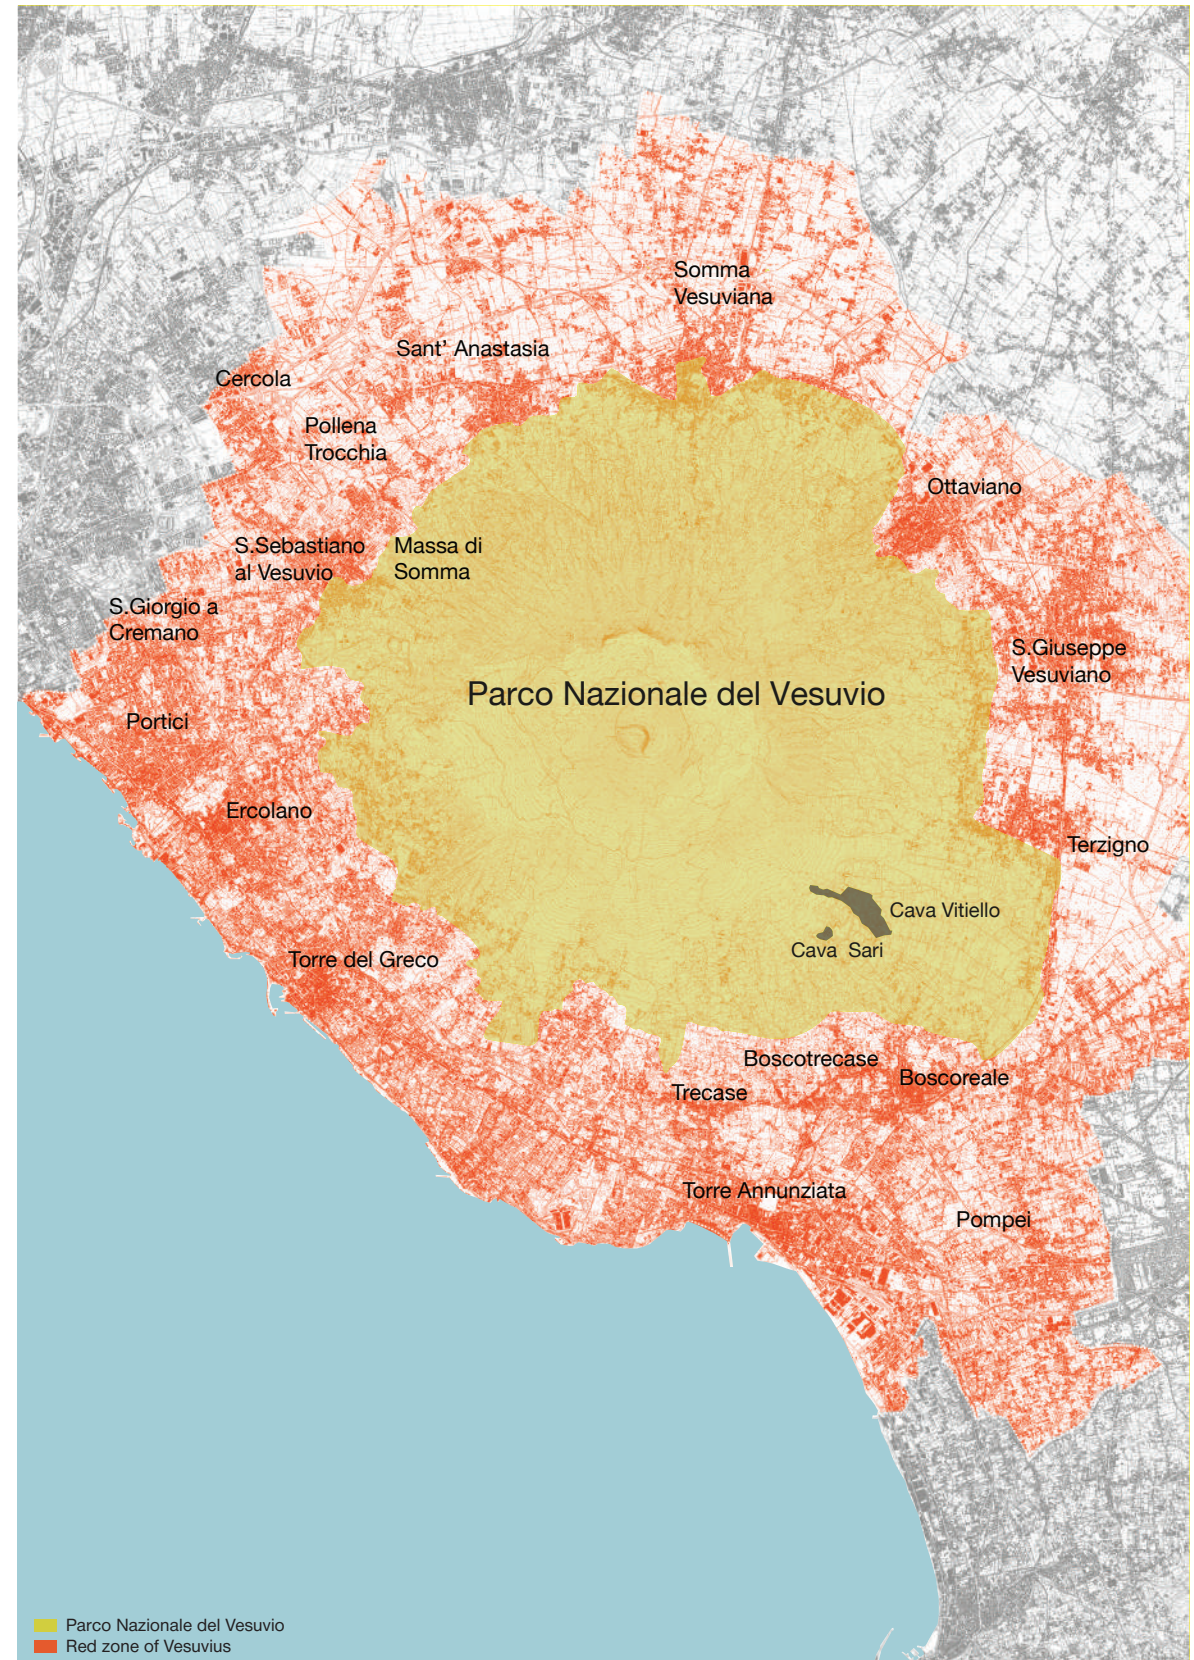 Somma
Vesuviana
Sant' Anastasia
Cercola
Pollena
Trocchia
Ottaviano
S.Sebastiano
al Vesuvio
Massa di
Somma
S.Giorgio a
Cremano
S.Giuseppe
Vesuviano
Parco Nazionale del Vesuvio
Portici
Ercolano
Terzigno
Cava Vitiello
Cava Sari
Torre del Greco
Boscotrecase
Boscoreale
Trecase
Torre Annunziata
Pompei
Parco Nazionale del Vesuvio
Red zone of Vesuvius